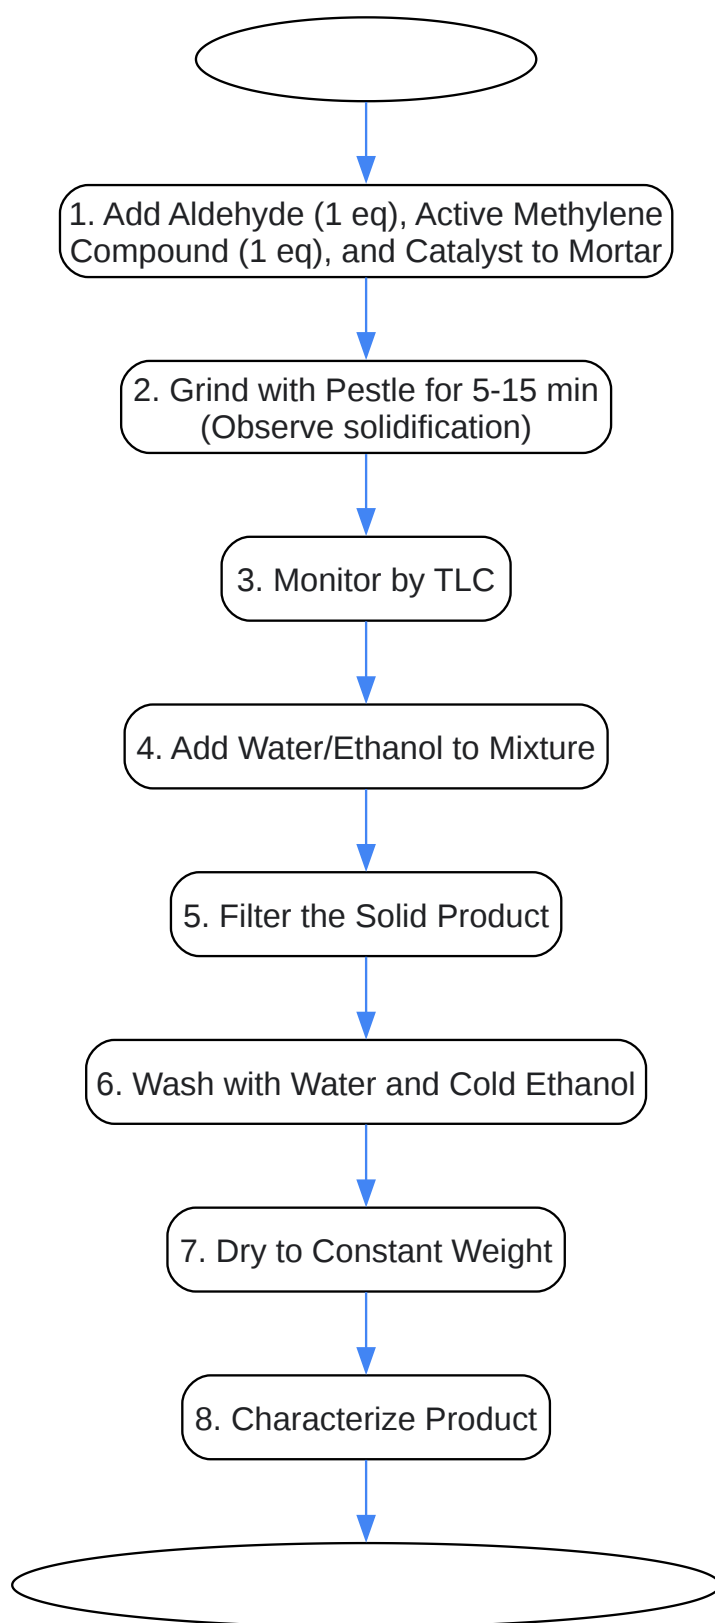 1. Add Aldehyde (1 eq), Active Methylene
Compound (1 eq), and Catalyst to Mortar
2. Grind with Pestle for 5-15 min
(Observe solidification)
3. Monitor by TLC
4. Add Water/Ethanol to Mixture
5. Filter the Solid Product
6. Wash with Water and Cold Ethanol
7. Dry to Constant Weight
8. Characterize Product